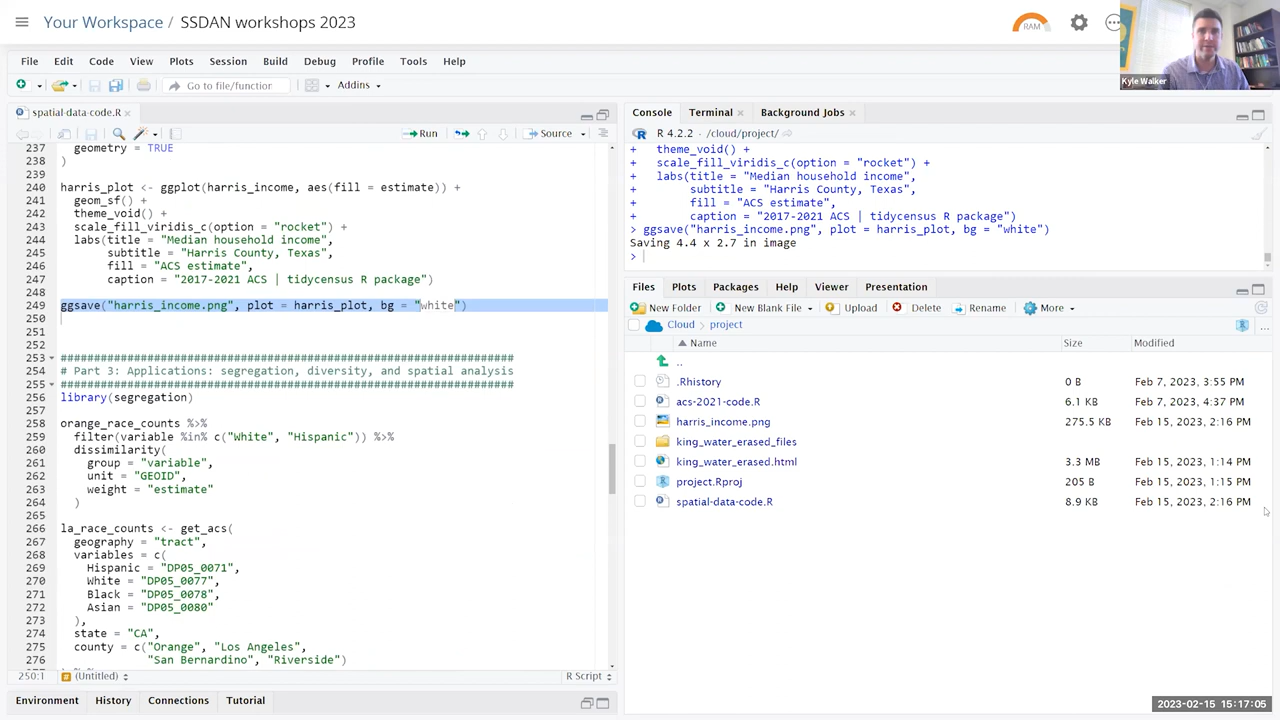 Your Workspace / SSDAN workshops 2023
RAM
Kyle Walker
File Edit Code View Plots Session Build Debug Profile Tools Help
Go to file/function
Addins
spatial-data-code.R
Run
Source
237 geometry = TRUE
238 )
239
240 harris_plot <- ggplot(harris_income, aes(fill = estimate)) +
241 geom_sf() +
242 theme_void() +
243 scale_fill_viridis_c(option = "rocket") +
244 labs(title = "Median household income",
245 subtitle = "Harris County, Texas",
246 fill = "ACS estimate",
247 caption = "2017-2021 ACS | tidycensus R package")
248
249 ggsave("harris_income.png", plot = harris_plot, bg = "white")
250
251
252
253 ####################################################################
254 # Part 3: Applications: segregation, diversity, and spatial analysis
255 ####################################################################
256 library(segregation)
257
258 orange_race_counts %>%
259 filter(variable %in% c("White", "Hispanic")) %>%
260 dissimilarity(
261 group = "variable",
262 unit = "GEOID",
263 weight = "estimate"
264 )
265
266 la_race_counts <- get_acs(
267 geography = "tract",
268 variables = c(
269 Hispanic = "DP05_0071",
270 White = "DP05_0077",
271 Black = "DP05_0078",
272 Asian = "DP05_0080"
273 ),
274 state = "CA",
275 county = c("Orange", "Los Angeles",
276 "San Bernardino", "Riverside")
250:1 # (Untitled) R Script
Environment History Connections Tutorial
Console Terminal Background Jobs
R 4.2.2 · /cloud/project/
+ theme_void() +
+ scale_fill_viridis_c(option = "rocket") +
+ labs(title = "Median household income",
+ subtitle = "Harris County, Texas",
+ fill = "ACS estimate",
+ caption = "2017-2021 ACS | tidycensus R package")
> ggsave("harris_income.png", plot = harris_plot, bg = "white")
Saving 4.4 x 2.7 in image
>
Files Plots Packages Help Viewer Presentation
New Folder New Blank File Upload Delete Rename More
Cloud project ...
Name Size Modified
..
.Rhistory 0 B Feb 7, 2023, 3:55 PM
acs-2021-code.R 6.1 KB Feb 7, 2023, 4:37 PM
harris_income.png 275.5 KB Feb 15, 2023, 2:16 PM
king_water_erased_files
king_water_erased.html 3.3 MB Feb 15, 2023, 1:14 PM
project.Rproj 205 B Feb 15, 2023, 1:15 PM
spatial-data-code.R 8.9 KB Feb 15, 2023, 2:16 PM
2023-02-15 15:17:05